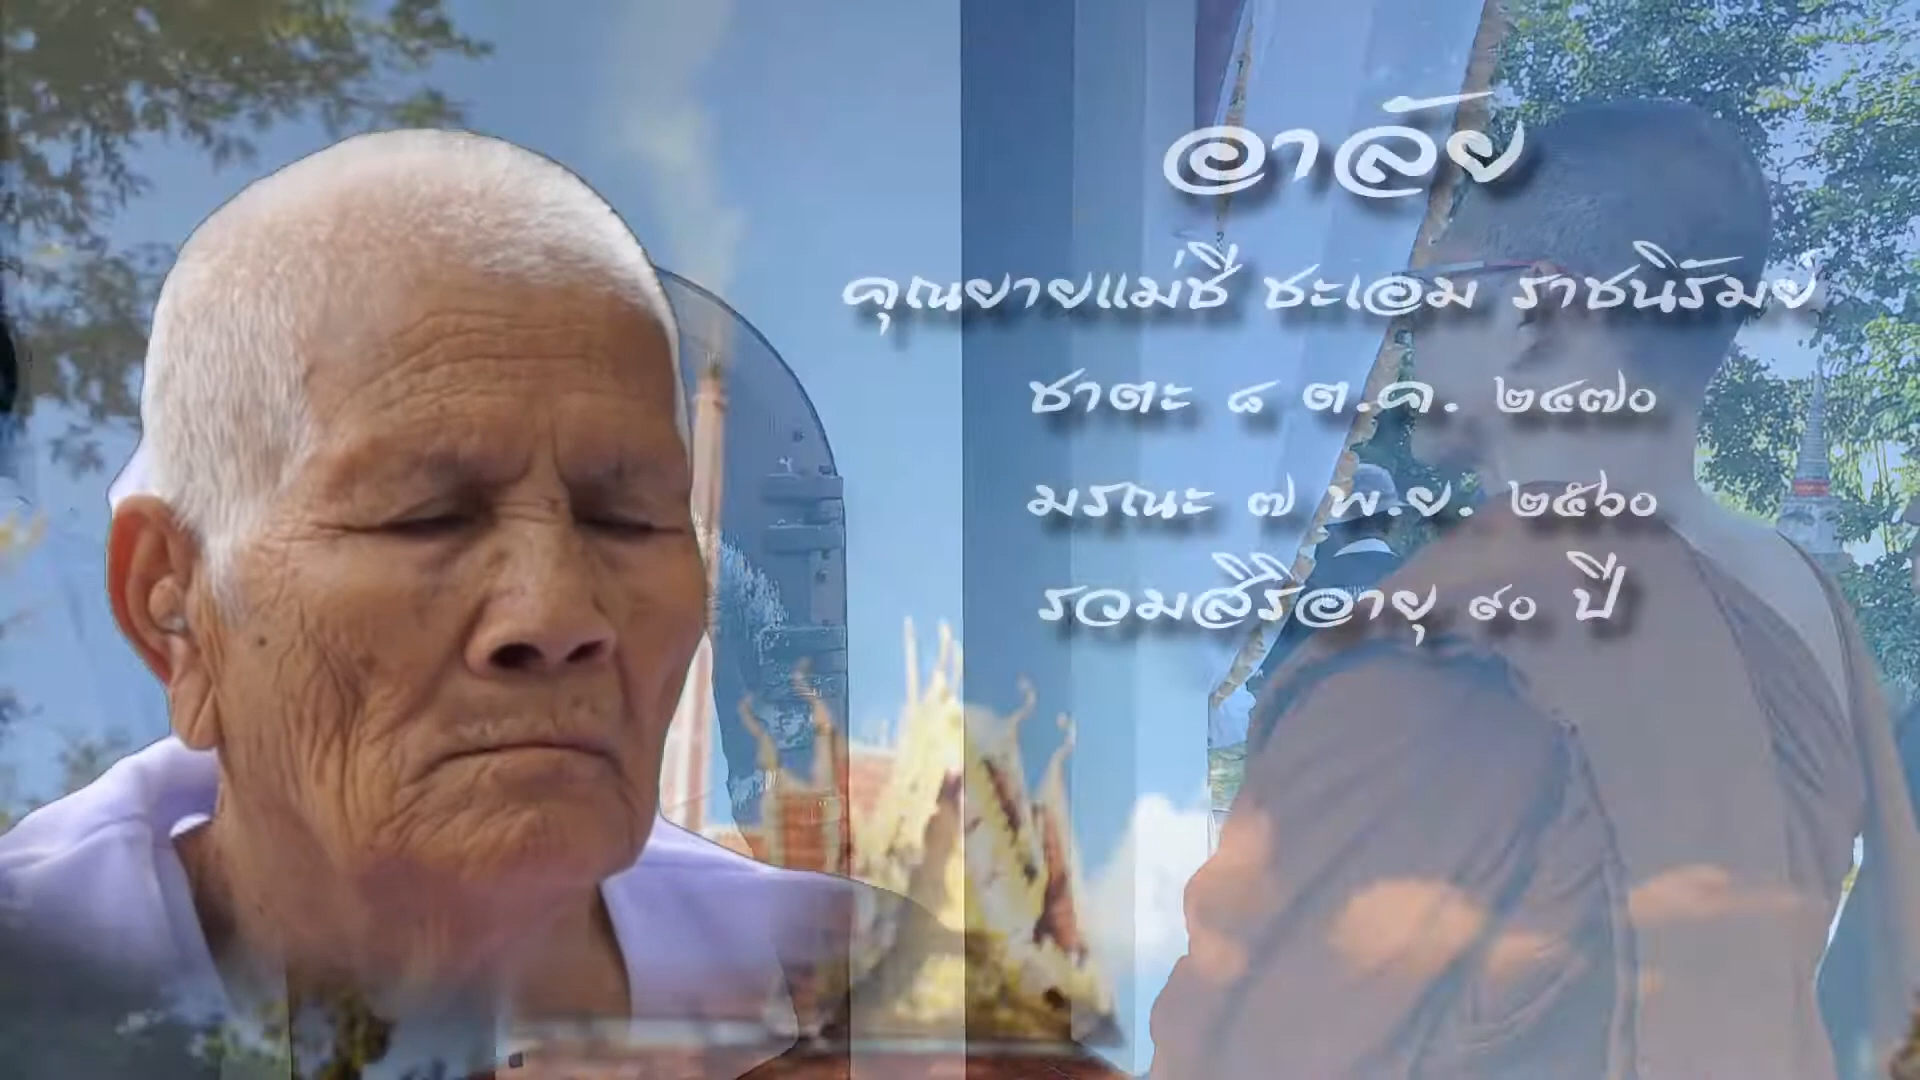 อาลัย
คุณยายแม่ชี ชะเอม ราชนิรัมย์
ชาตะ ๘ ต.ค. ๒๔๗๐
มรณะ ๗ พ.ย. ๒๕๖๐
รวมสิริอายุ ๙๐ ปี